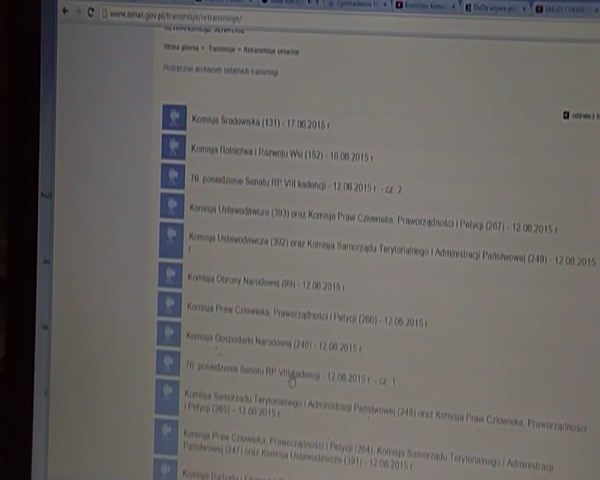 www.senat.gov.pl/transmisje/retransmisje/
Strona główna » Transmisje » Retransmisje senackie
Podręczne archiwum ostatnich transmisji
Komisja Środowiska (131) - 17.06.2015 r.
Komisja Rolnictwa i Rozwoju Wsi (152) - 16.06.2015 r.
76. posiedzenie Senatu RP VIII kadencji - 12.06.2015 r. - cz. 2
Komisja Ustawodawcza (393) oraz Komisja Praw Człowieka, Praworządności i Petycji (267) - 12.06.2015 r.
Komisja Ustawodawcza (392) oraz Komisja Samorządu Terytorialnego i Administracji Państwowej (249) - 12.06.2015
r.
Komisja Obrony Narodowej (99) - 12.06.2015 r.
Komisja Praw Człowieka, Praworządności i Petycji (266) - 12.06.2015 r.
Komisja Gospodarki Narodowej (240) - 12.06.2015 r.
76. posiedzenie Senatu RP VIII kadencji - 12.06.2015 r. - cz. 1
Komisja Samorządu Terytorialnego i Administracji Państwowej (248) oraz Komisja Praw Człowieka, Praworządności
i Petycji (265) - 12.06.2015 r.
Komisja Praw Człowieka, Praworządności i Petycji (264), Komisja Samorządu Terytorialnego i Administracji
Państwowej (247) oraz Komisja Ustawodawcza (391) - 12.06.2015 r.
Komisja Budżetu i